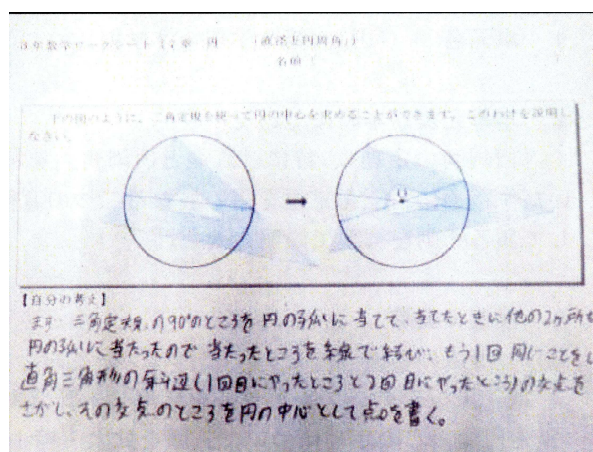 3年数学ワークシート 17章 円 (直径と円周角)
名前
下の図のように、三角定規を使って円の中心を求めることができます。このわけを説明し
なさい。
O
【自分の考え】
まず 三角定規の90°のところを円の弧に当てて、当てたときに他の2ヶ所も
円の弧に当たったので 当たったところを線で結び、もう1回同じことをし
直角三角形の斜辺(1回目にやったところと2回目にやったところ)の交点を
さがし、その交点のところを円の中心として点を書く。